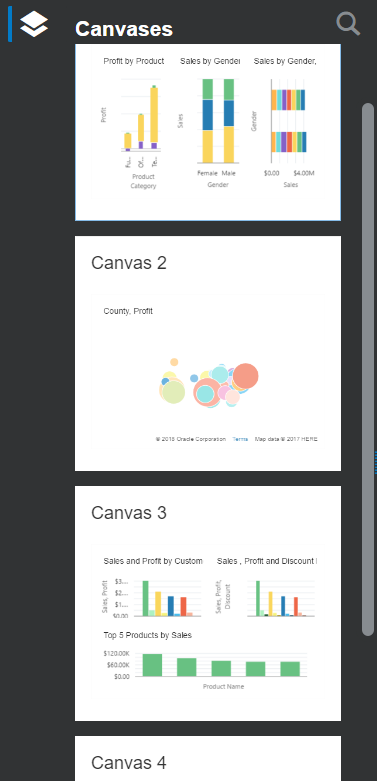 Canvases
Profit by Product
Sales by Gender
Sales by Gender,
Profit
Sales
Gender
Fu...
Of...
Te...
Female Male
$0.00 $4.00M
Product
Category
Gender
Sales
Canvas 2
County, Profit
© 2018 Oracle Corporation Terms Map data © 2017 HERE
Canvas 3
Sales and Profit by Custom
Sales , Profit and Discount
Sales, Profit
$3...
$2...
$1...
$0.00
Sales, Profit,
Discount
Top 5 Products by Sales
$120.00K
$60.00K
$0.00
Product Name
Canvas 4